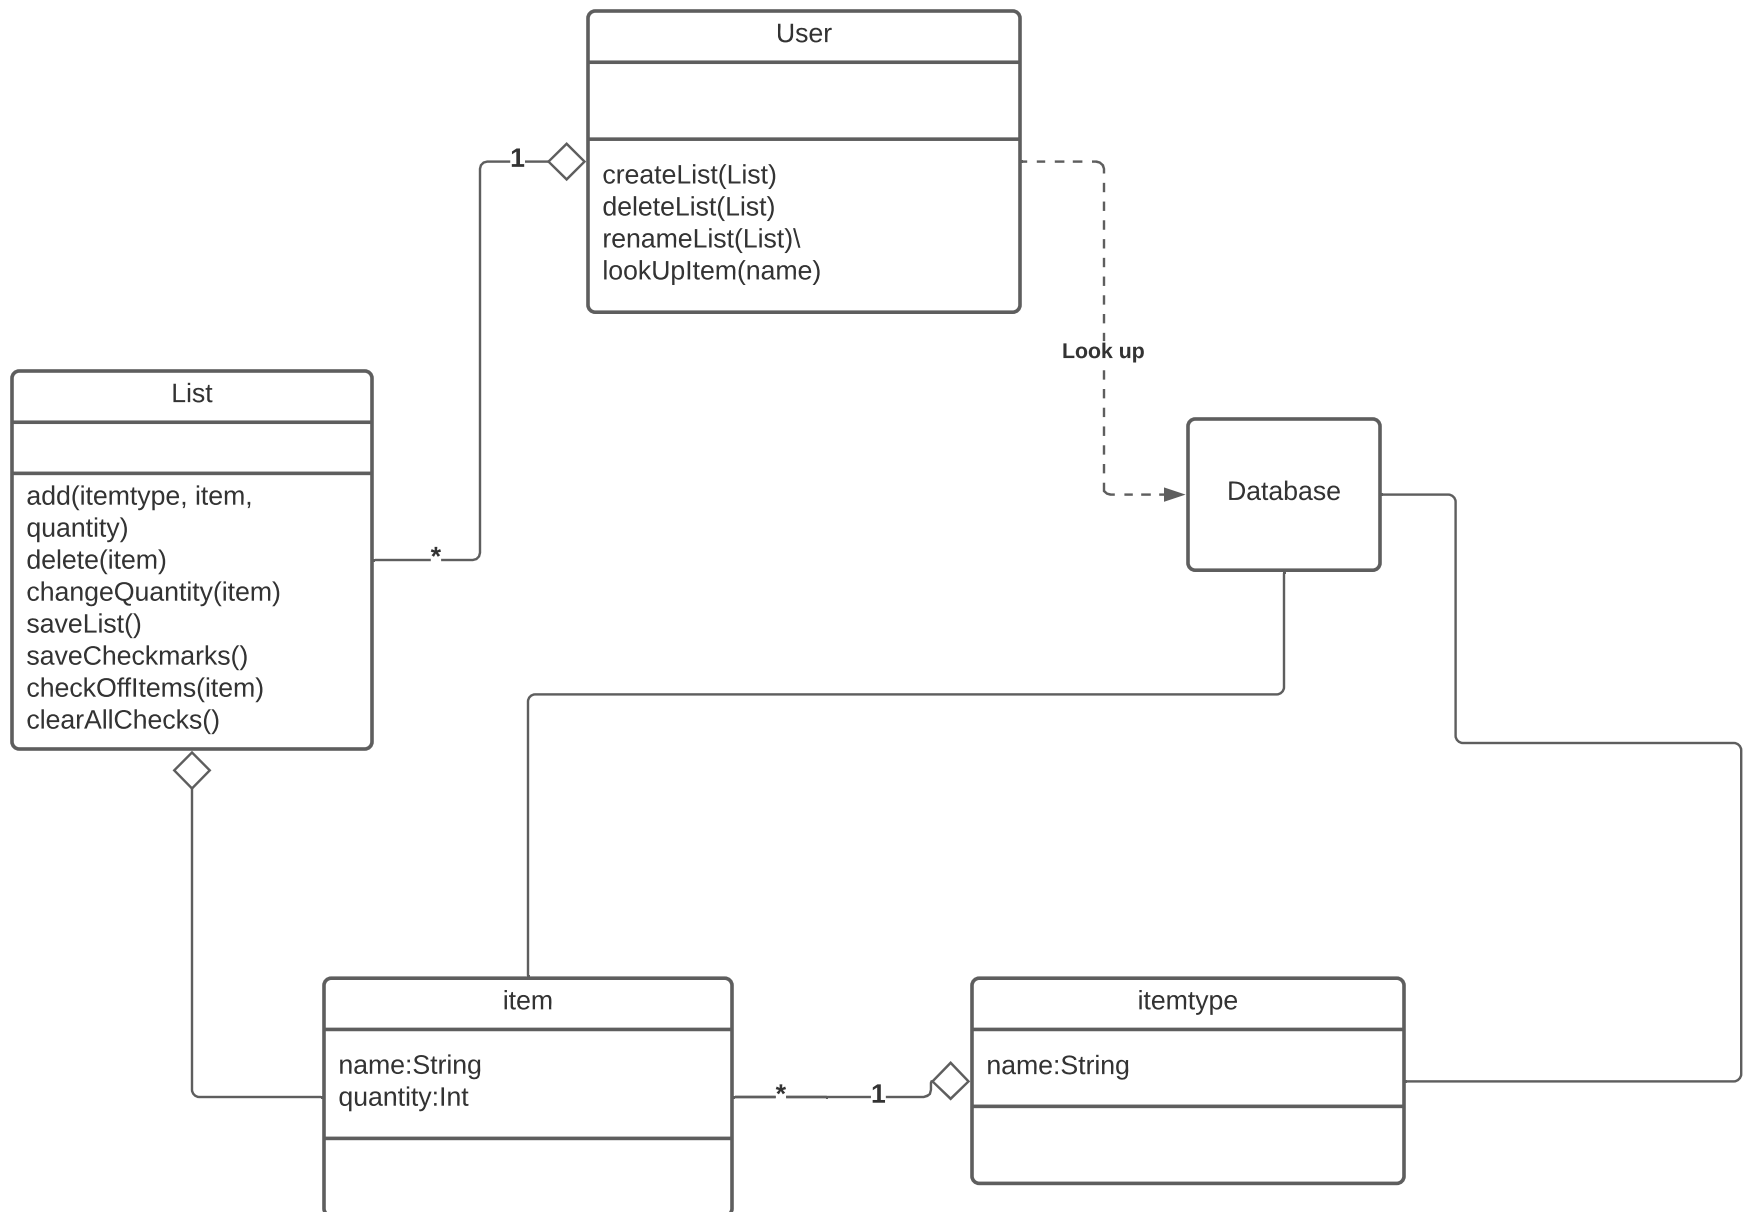 User
createList(List)
deleteList(List)
renameList(List)\
lookUpItem(name)
1
*
Look up
List
add(itemtype, item,
quantity)
delete(item)
changeQuantity(item)
saveList()
saveCheckmarks()
checkOffItems(item)
clearAllChecks()
Database
item
name:String
quantity:Int
*
1
itemtype
name:String